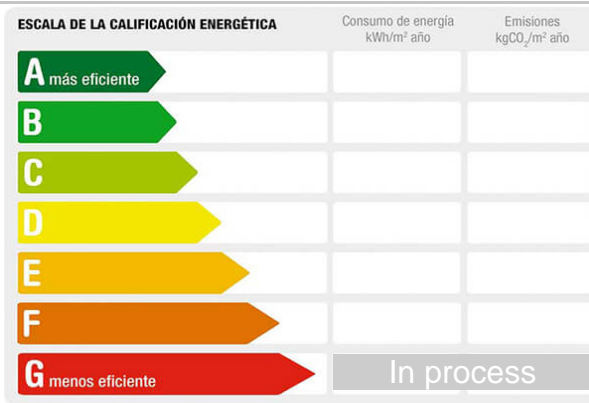 ESCALA DE LA CALIFICACIÓN ENERGÉTICA
Consumo de energía
kWh/m² año
Emisiones
kgCO₂/m² año
A más eficiente
B
C
D
E
F
G menos eficiente
In process